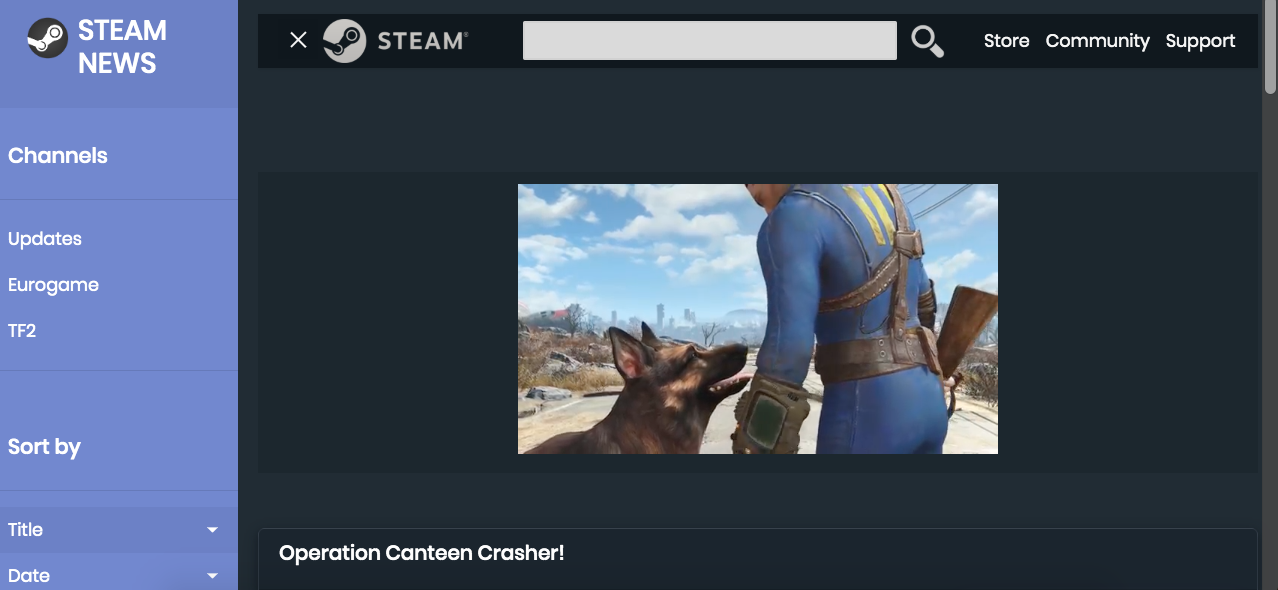 STEAM
NEWS
Channels
Updates
Eurogame
TF2
Sort by
Title
Date
STEAM®
Store Community Support
Operation Canteen Crasher!